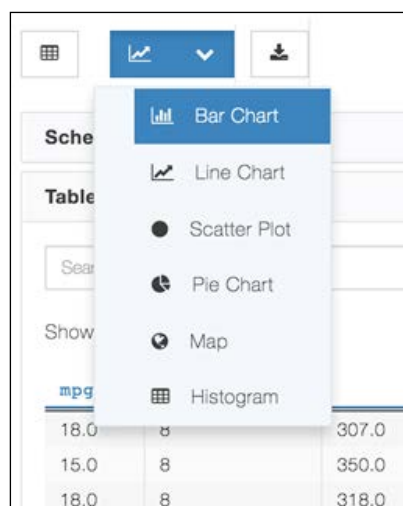 Bar Chart
Sche
Line Chart
Table
Scatter Plot
Sear
Pie Chart
Show
Map
mpg
Histogram
18.0 8 307.0
15.0 8 350.0
18.0 8 318.0